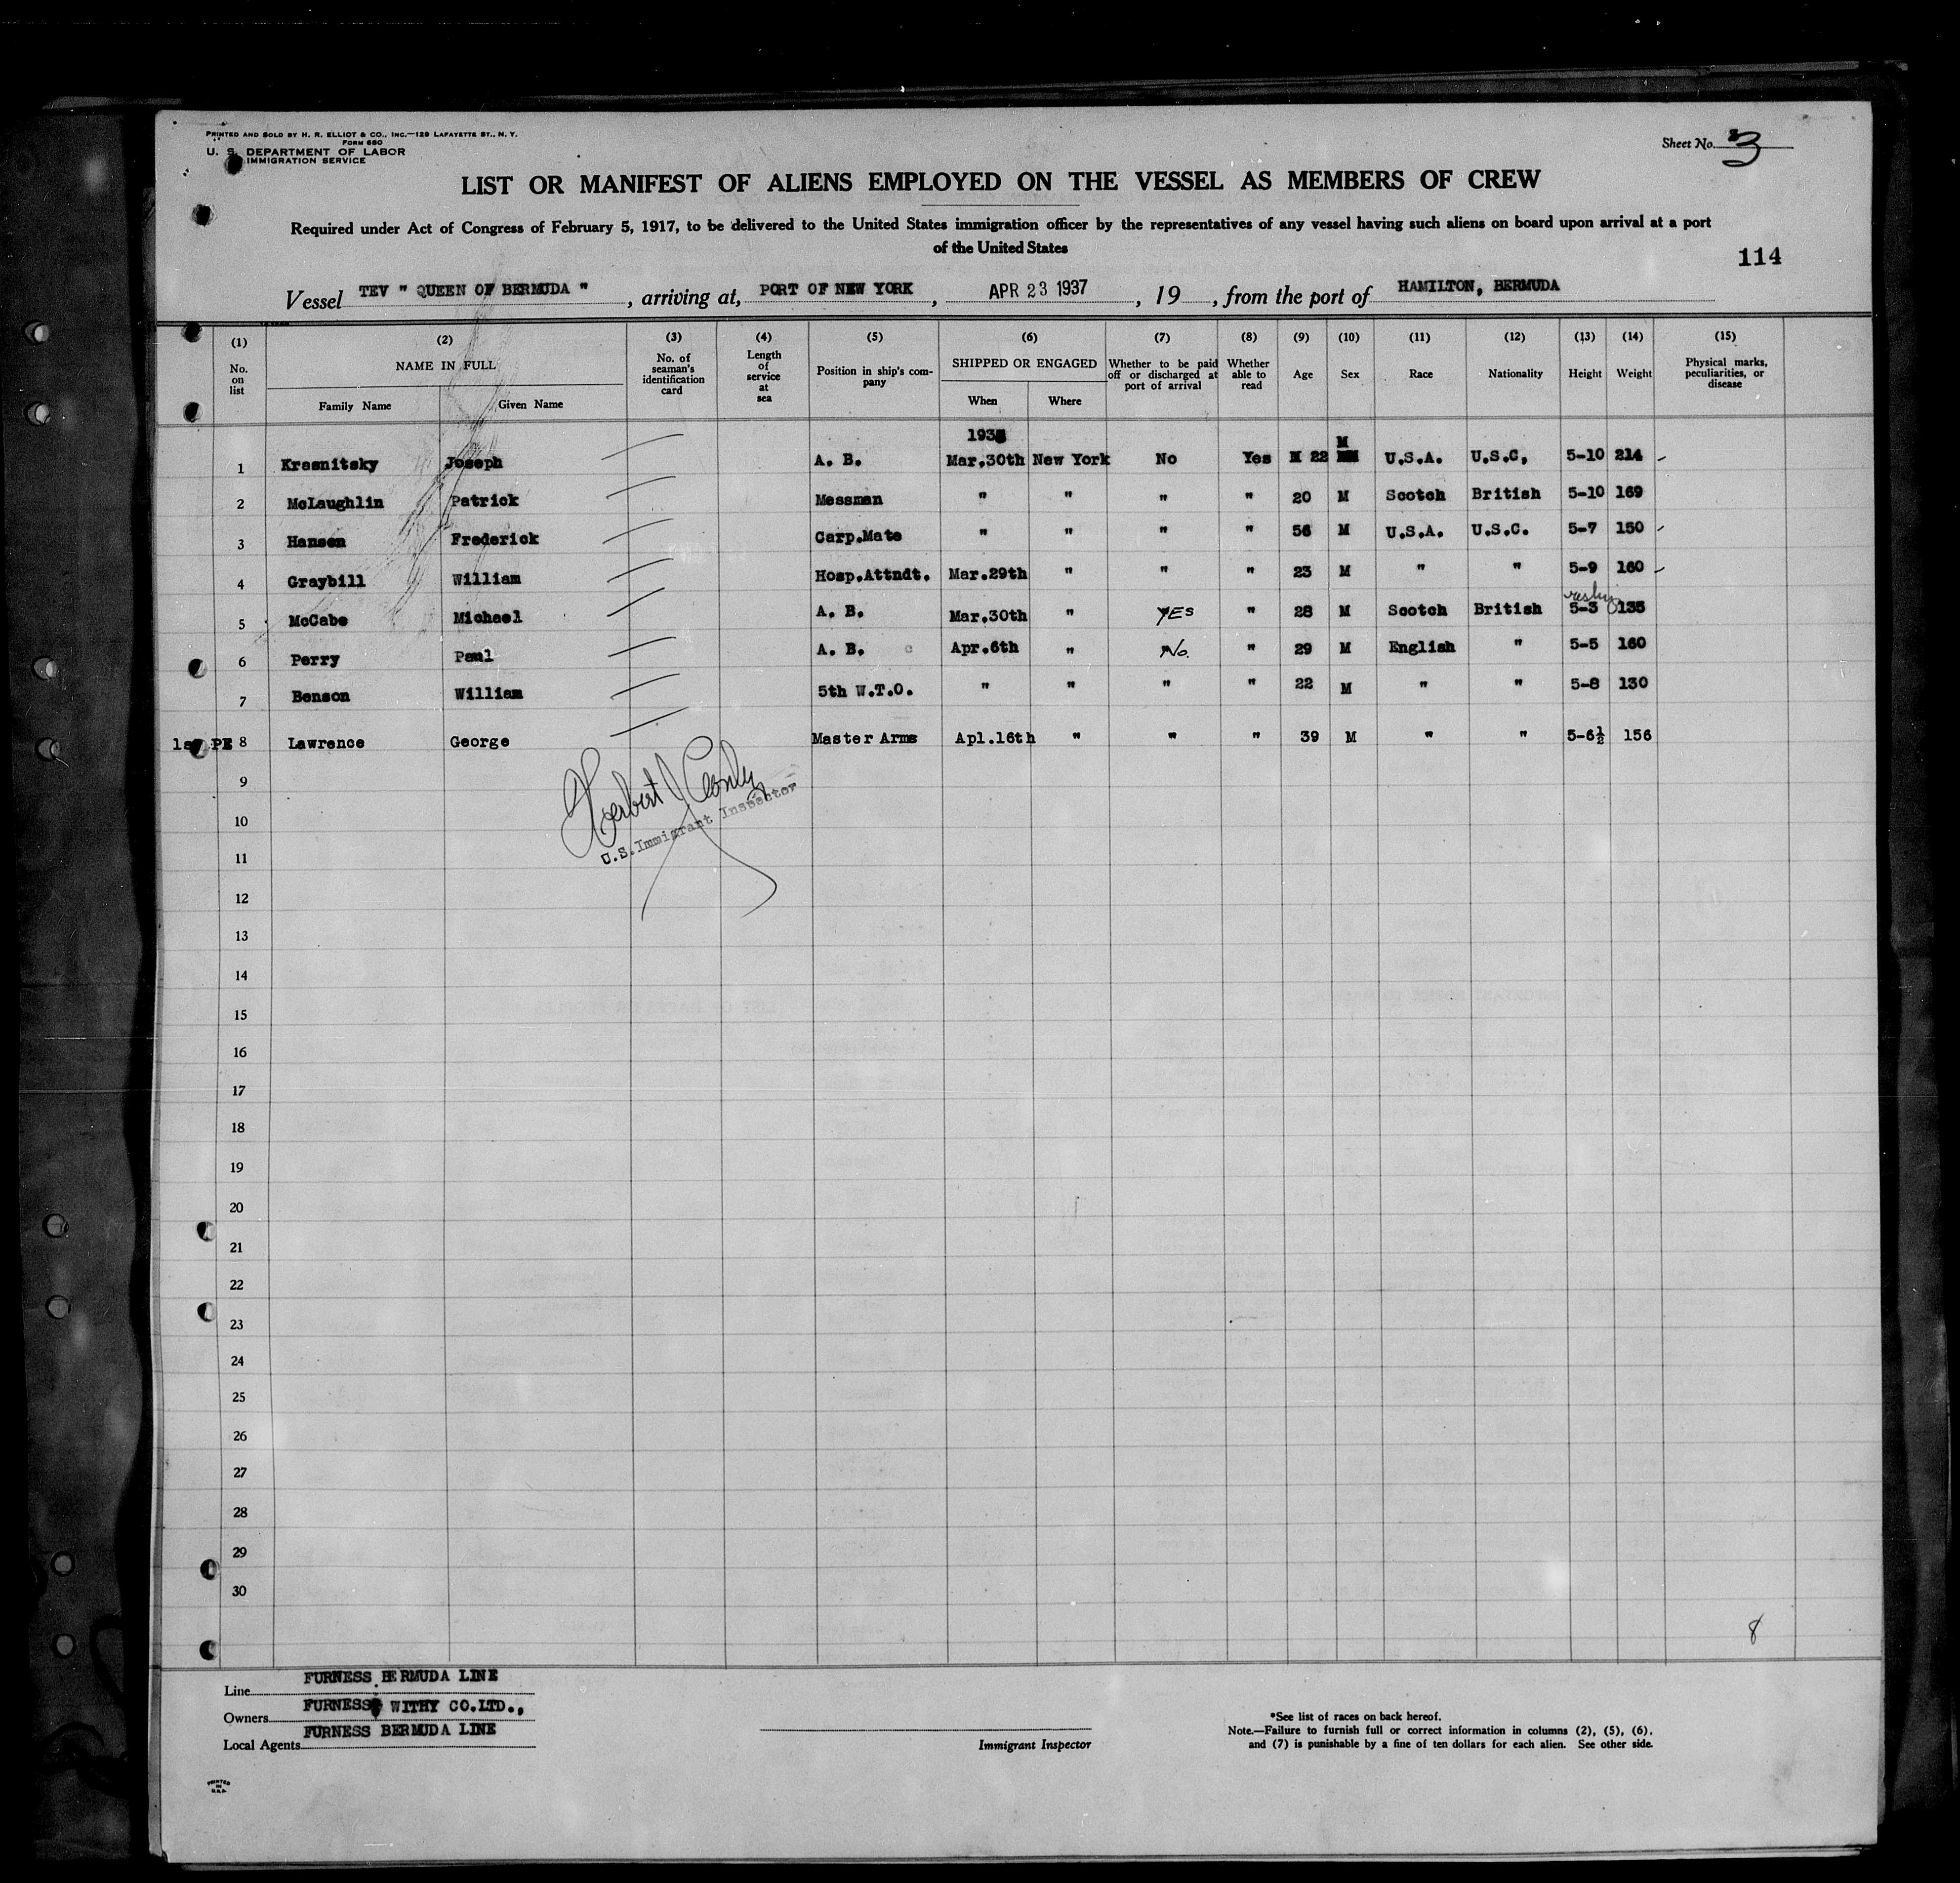 PRINTED AND SOLD BY H. R. ELLIOT & CO., INC.—129 LAFAYETTE ST., N. Y.
FORM 680
U. S. DEPARTMENT OF LABOR
IMMIGRATION SERVICE
Sheet No. 3
LIST OR MANIFEST OF ALIENS EMPLOYED ON THE VESSEL AS MEMBERS OF CREW
Required under Act of Congress of February 5, 1917, to be delivered to the United States immigration officer by the representatives of any vessel having such aliens on board upon arrival at a port
of the United States
114
Vessel TEV " QUEEN OF BERMUDA " , arriving at, PORT OF NEW YORK , APR 23 1937 , 19 , from the port of HAMILTON, BERMUDA
(1) (2) (3) (4) (5) (6) (7) (8) (9) (10) (11) (12) (13) (14) (15)
No. on list NAME IN FULL Family Name Given Name No. of seaman's identification card Length of service at sea Position in ship's company SHIPPED OR ENGAGED When Where Whether to be paid off or discharged at port of arrival Whether able to read Age Sex Race Nationality Height Weight Physical marks, peculiarities, or disease
1 Krasnitsky Joseph A. B. Mar.30th New York No Yes 22 M U.S.A. U.S.C. 5-10 214
2 McLaughlin Patrick Messman " " " " 20 M Scotch British 5-10 169
3 Hansen Frederick Carp.Mate " " " " 56 M U.S.A. U.S.C. 5-7 150
4 Graybill William Hosp.Attndt. Mar.29th " " " 23 M " " 5-9 160
5 McCabe Michael A. B. Mar.30th " YES " 28 M Scotch British 5-3 135
6 Perry Paul A. B. Apr.6th " No. " 29 M English " 5-5 160
7 Benson William 5th W.T.O. " " " " 22 M " " 5-8 130
8 Lawrence George Master Arms Apl.16th " " " 39 M " " 5-6½ 156
U.S. Immigrant Inspector
9
10
11
12
13
14
15
16
17
18
19
20
21
22
23
24
25
26
27
28
29
30
8
Line FURNESS BERMUDA LINE
Owners FURNESS WITHY CO.LTD.,
Local Agents FURNESS BERMUDA LINE
Immigrant Inspector
*See list of races on back hereof.
Note.—Failure to furnish full or correct information in columns (2), (5), (6),
and (7) is punishable by a fine of ten dollars for each alien. See other side.
PRINTED
IN
U.S.A.